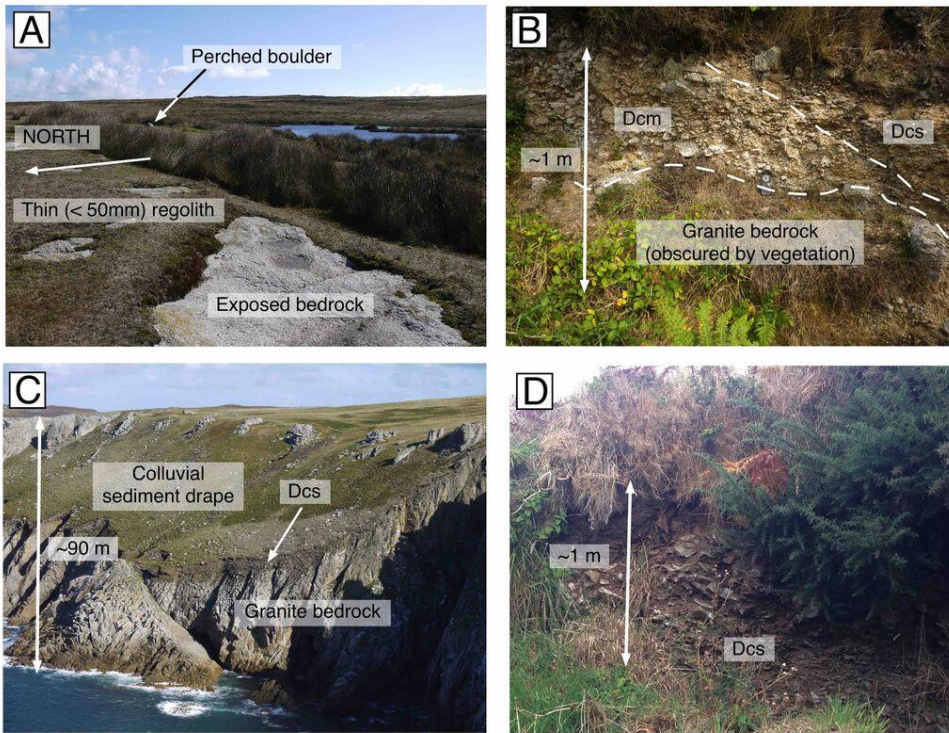 A
Perched boulder
NORTH
Thin (< 50mm) regolith
Exposed bedrock
B
Dcm
Dcs
~1 m
Granite bedrock
(obscured by vegetation)
C
Colluvial
sediment drape
Dcs
~90 m
Granite bedrock
D
~1 m
Dcs